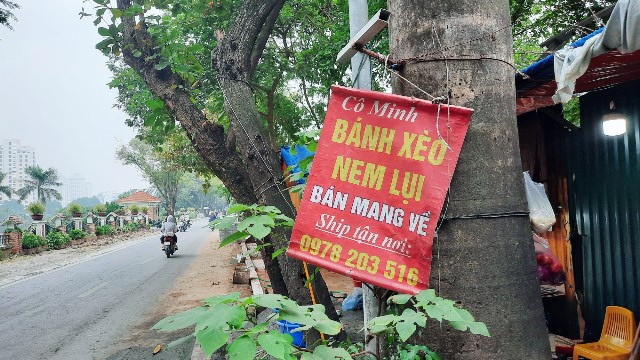 Cô Minh
BÁNH XÈO
NEM LỤI
BÁN MANG VỀ
Ship tận nơi:
0978 203 516